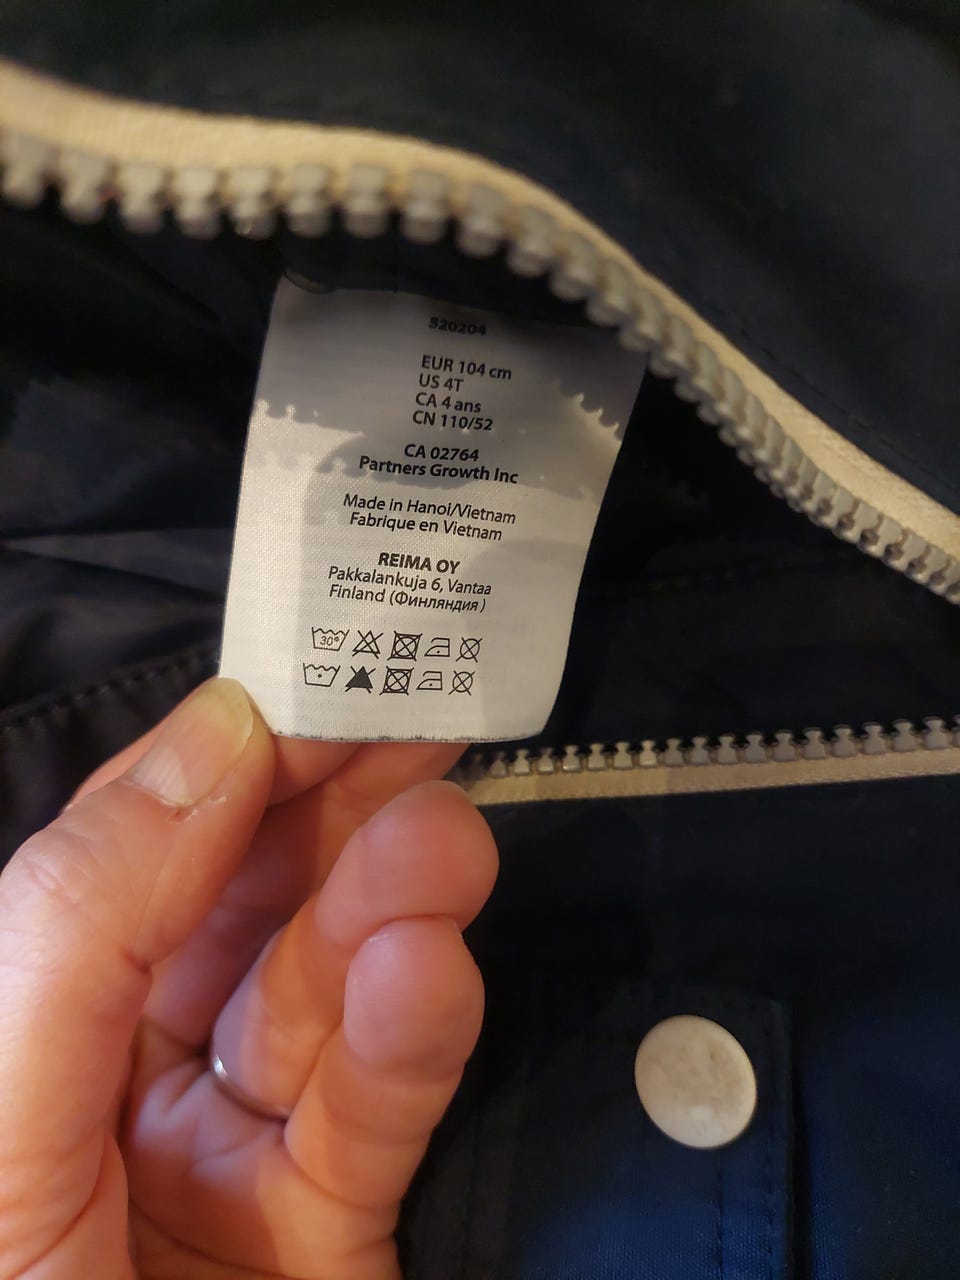 520204
EUR 104 cm
US 4T
CA 4 ans
CN 110/52
CA 02764
Partners Growth Inc
Made in Hanoi/Vietnam
Fabrique en Vietnam
REIMA OY
Pakkalankuja 6, Vantaa
Finland (Финляндия)
30°